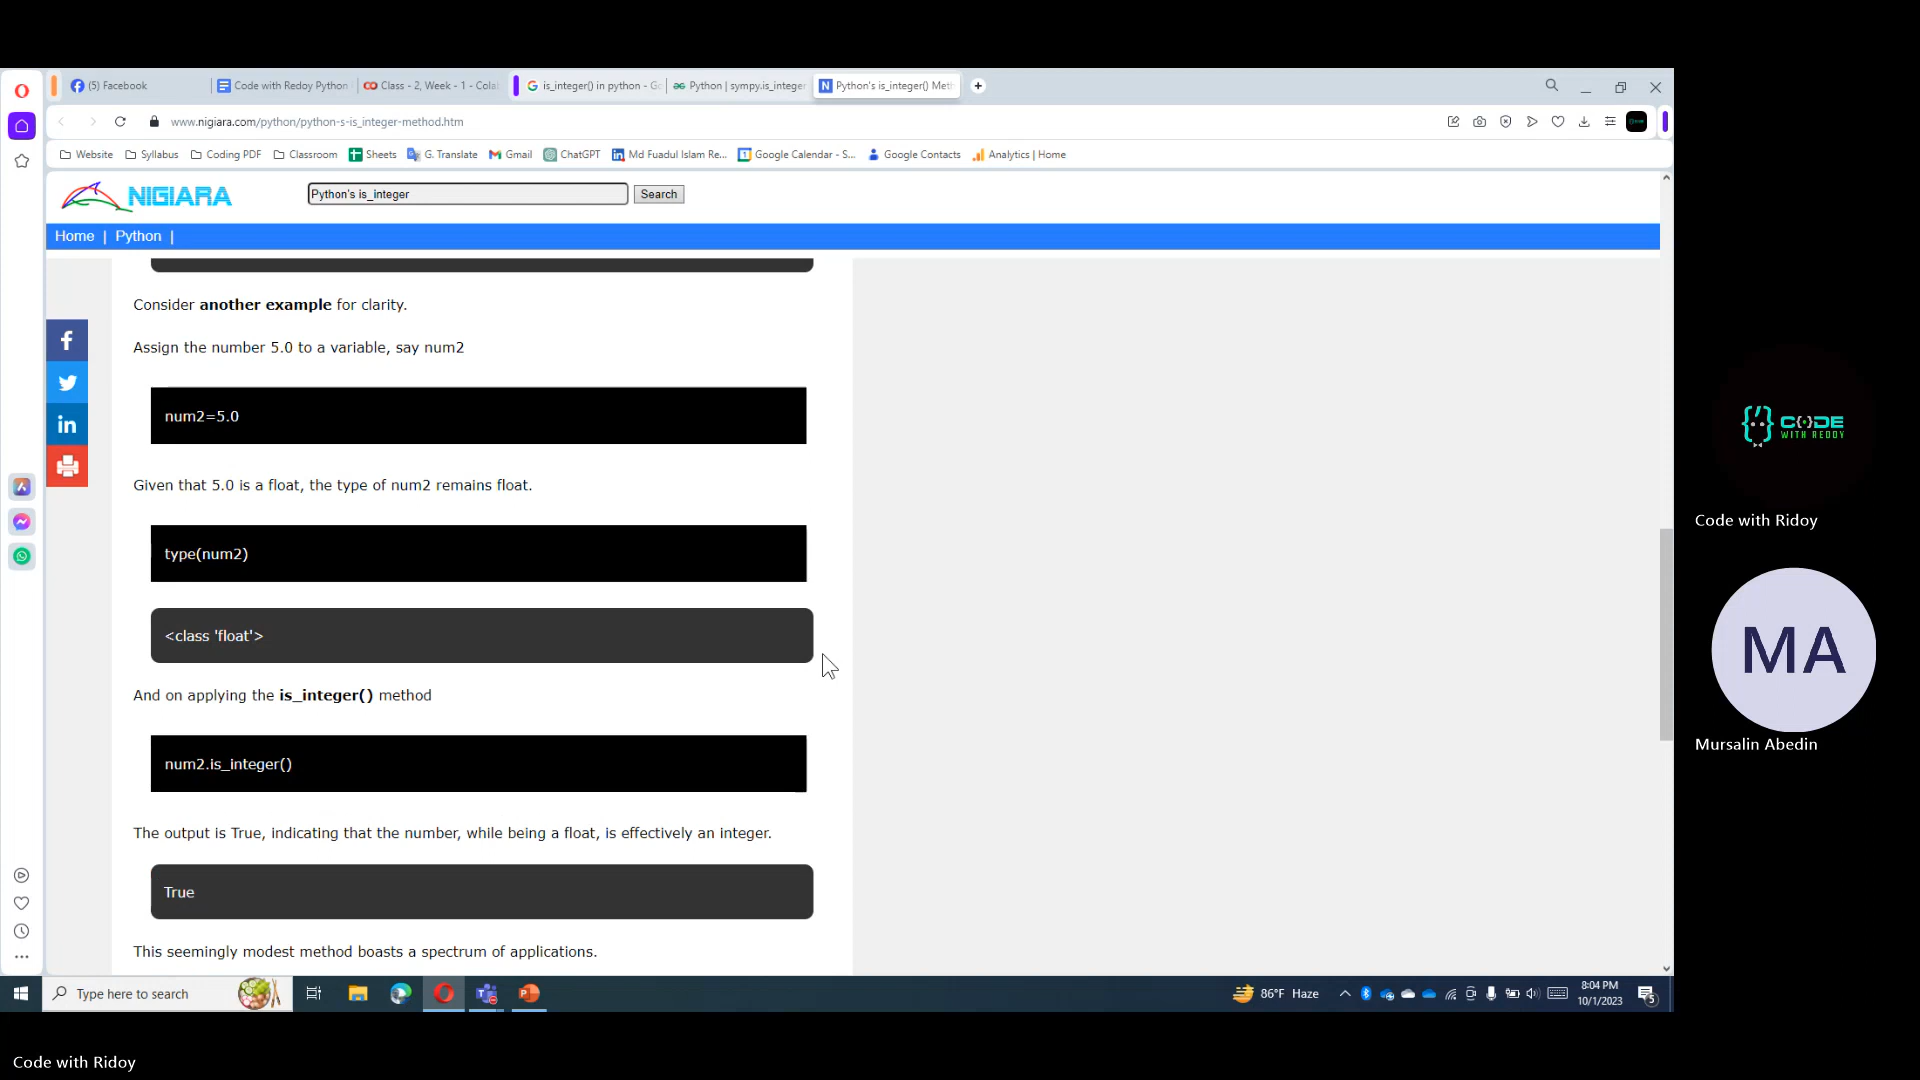 (5) Facebook
Code with Redoy Python
Class - 2, Week - 1 - Cola
is_integer() in python - Go
Python | sympy.is_integer
Python's is_integer() Meth
www.nigiara.com/python/python-s-is_integer-method.htm
Website
Syllabus
Coding PDF
Classroom
Sheets
G. Translate
Gmail
ChatGPT
Md Fuadul Islam Re...
Google Calendar - S...
Google Contacts
Analytics | Home
NIGIARA
Python's is_integer
Search
Home | Python |
Consider another example for clarity.
Assign the number 5.0 to a variable, say num2
num2=5.0
Given that 5.0 is a float, the type of num2 remains float.
type(num2)
<class 'float'>
And on applying the is_integer() method
num2.is_integer()
The output is True, indicating that the number, while being a float, is effectively an integer.
True
This seemingly modest method boasts a spectrum of applications.
CODE
WITH REDOY
Code with Ridoy
MA
Mursalin Abedin
Type here to search
86°F Haze
8:04 PM
10/1/2023
5
Code with Ridoy